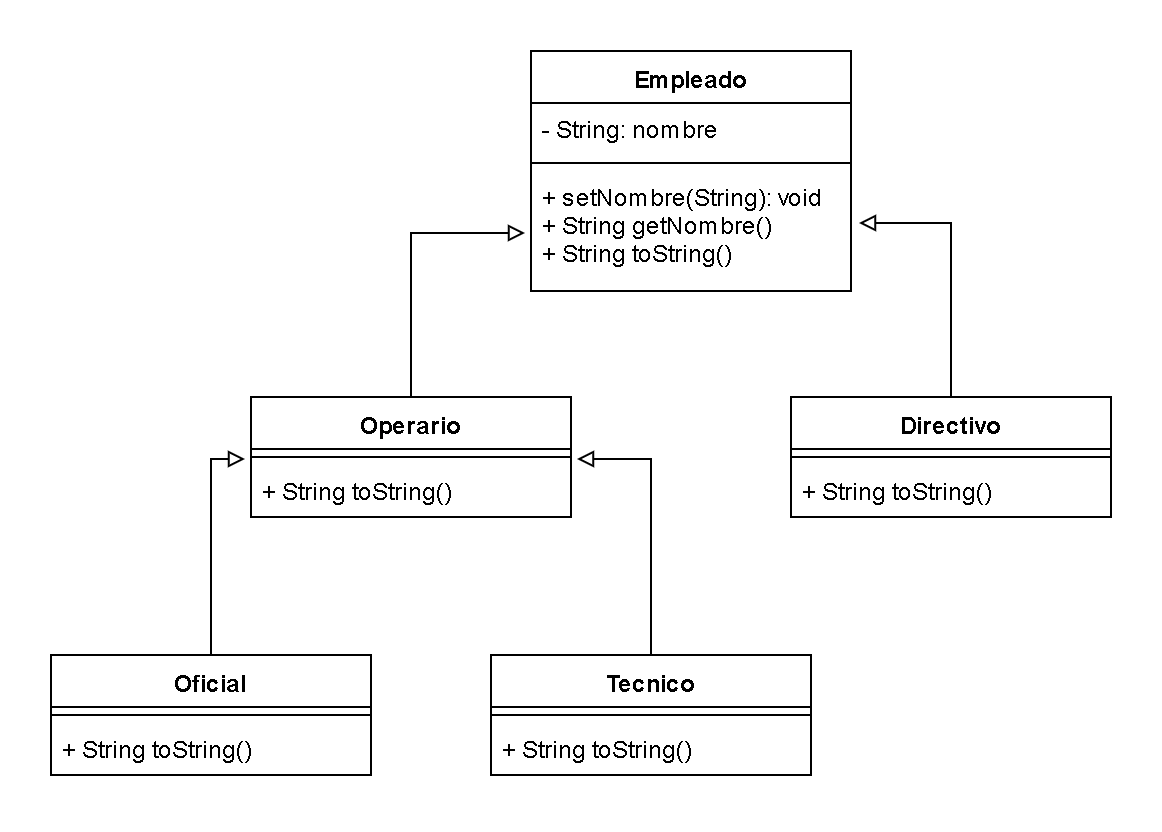 Empleado
- String: nombre
+ setNombre(String): void
+ String getNombre()
+ String toString()
Operario
+ String toString()
Directivo
+ String toString()
Oficial
+ String toString()
Tecnico
+ String toString()